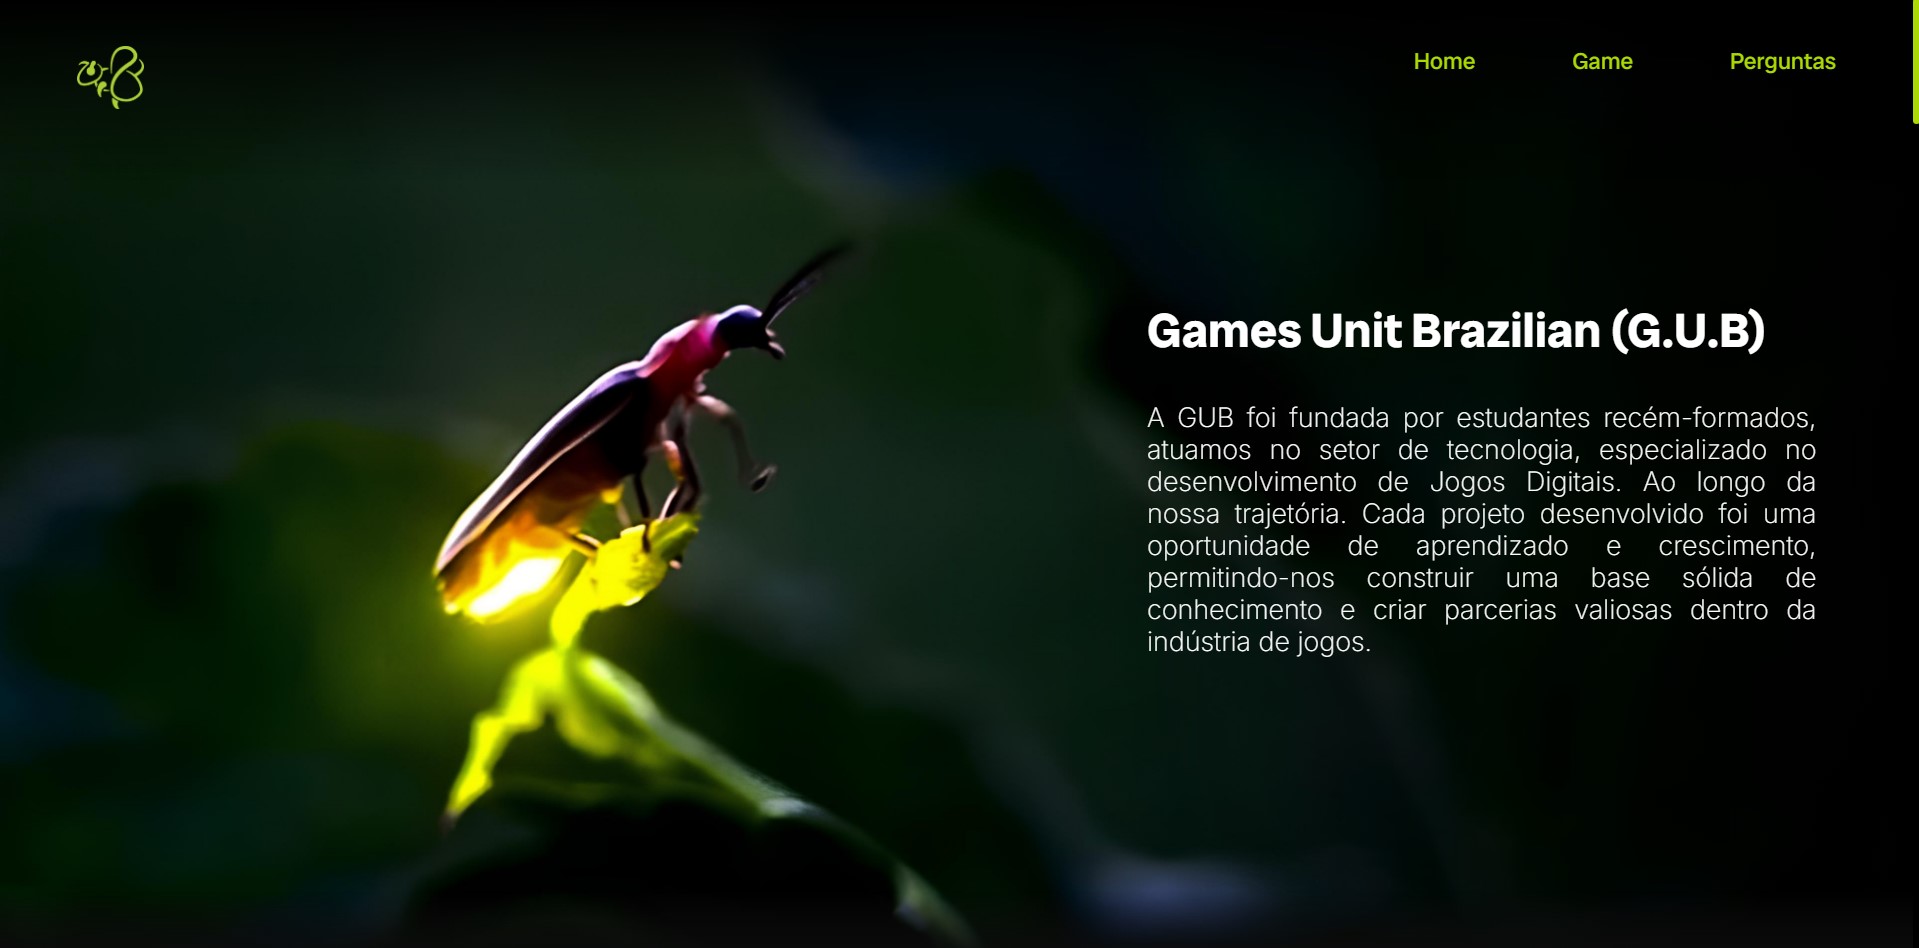 Home
Game
Perguntas
Games Unit Brazilian (G.U.B)
A GUB foi fundada por estudantes recém-formados,
atuamos no setor de tecnologia, especializado no
desenvolvimento de Jogos Digitais. Ao longo da
nossa trajetória. Cada projeto desenvolvido foi uma
oportunidade de aprendizado e crescimento,
permitindo-nos construir uma base sólida de
conhecimento e criar parcerias valiosas dentro da
indústria de jogos.